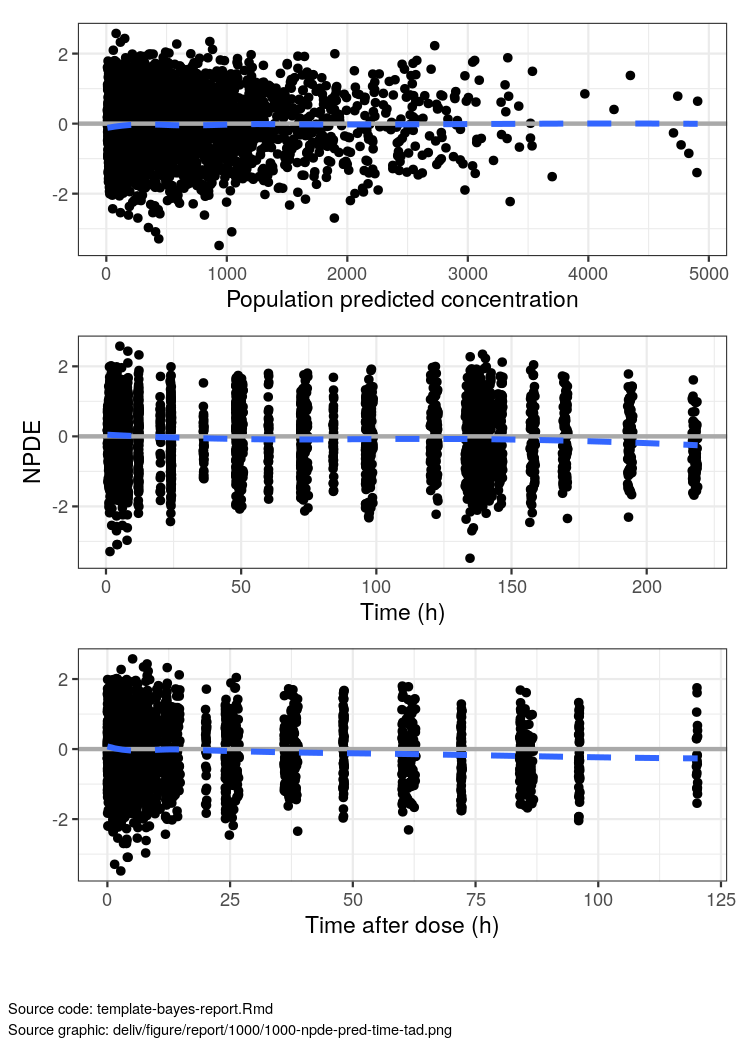 2
0
-2
0 1000 2000 3000 4000 5000
Population predicted concentration
NPDE
2
0
-2
0 50 100 150 200
Time (h)
2
0
-2
0 25 50 75 100 125
Time after dose (h)
Source code: template-bayes-report.Rmd
Source graphic: deliv/figure/report/1000/1000-npde-pred-time-tad.png